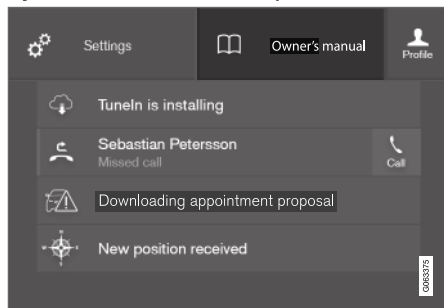 Settings
Owner's manual
Profile
TuneIn is installing
Sebastian Petersson
Missed call
Call
Downloading appointment proposal
New position received
G063375